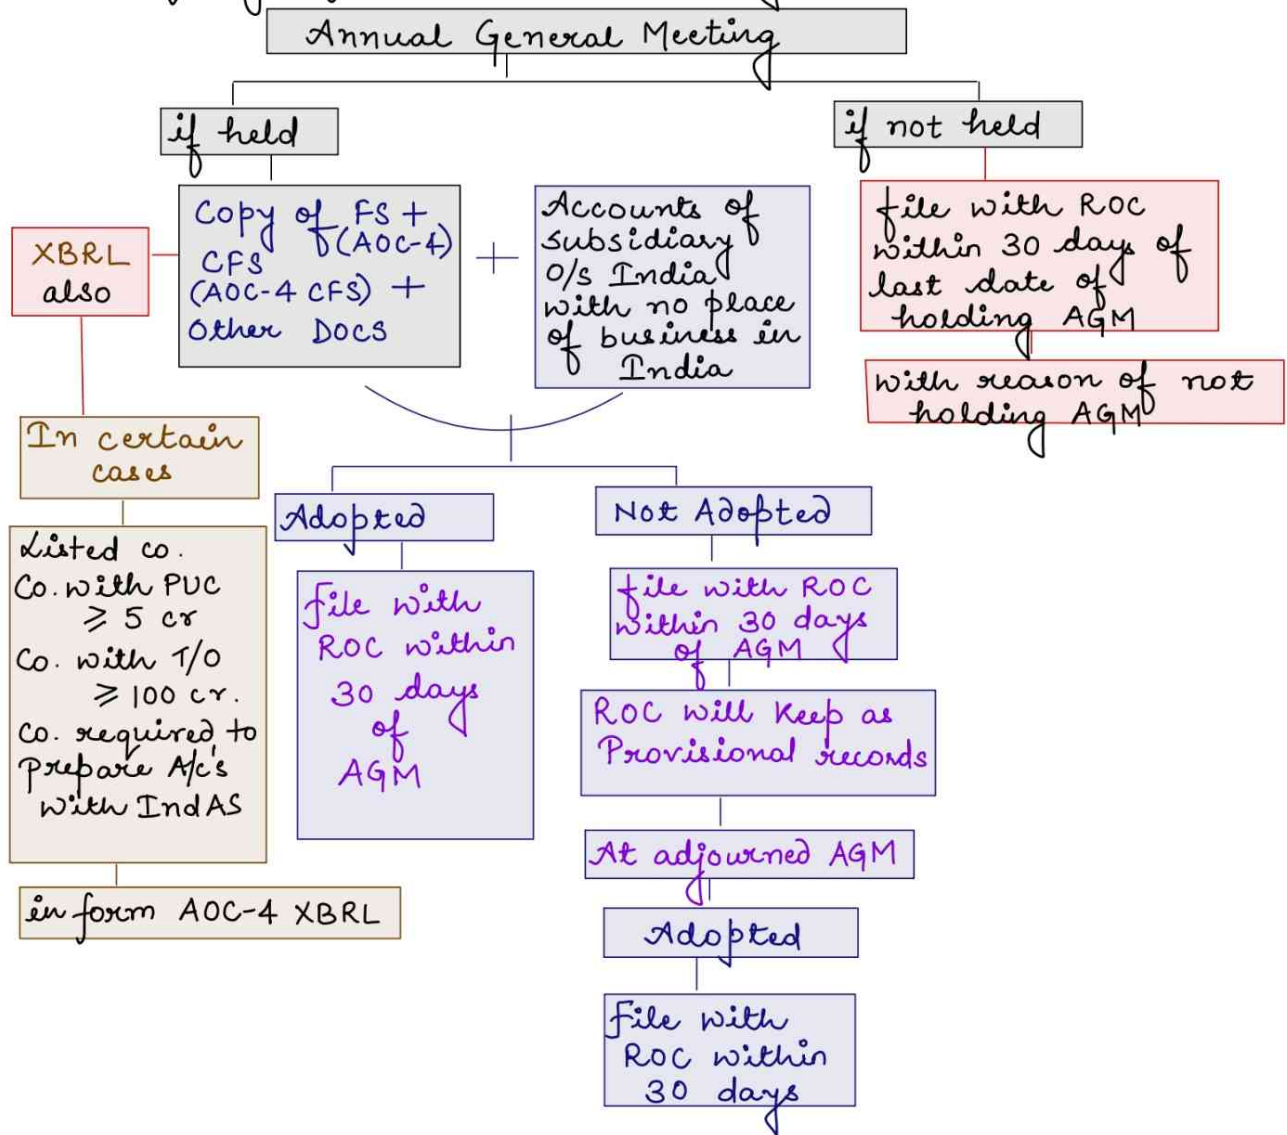 Annual General Meeting
if held
if not held
XBRL
also
Copy of FS +
(AOC-4)
CFS
(AOC-4 CFS) +
Other DOCS
+
Accounts of
subsidiary
O/s India
with no place
of business in
India
file with ROC
within 30 days of
last date of
holding AGM
with reason of not
holding AGM
In certain
cases
Listed co.
Co. with PUC
≥ 5 cr
Co. with T/O
≥ 100 cr.
Co. required to
prepare A/c's
with IndAS
in form AOC-4 XBRL
Adopted
file with
ROC within
30 days
of
AGM
Not Adopted
file with ROC
within 30 days
of AGM
ROC will Keep as
Provisional records
At adjourned AGM
Adopted
File with
ROC within
30 days